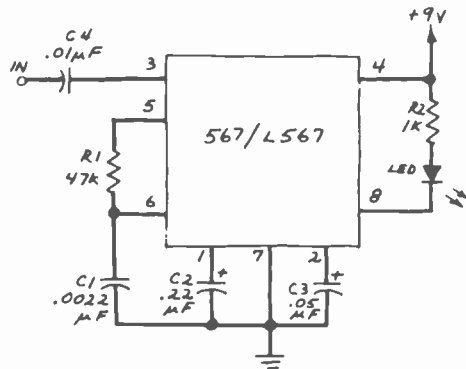 +9V
C4
.01µF
IN
3
4
5
R2
1K
567/L567
R1
47K
LED
8
6
1
7
2
+
+
C1
.0022
µF
C2
.22
µF
C3
.05
µF